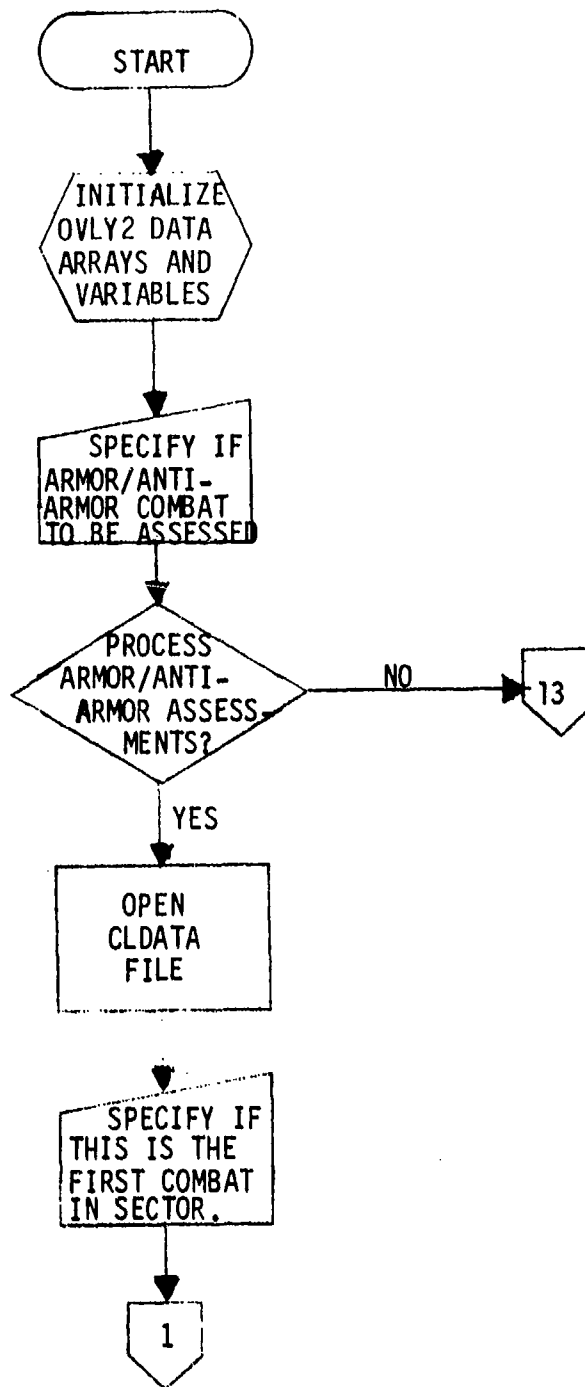 START
INITIALIZE
OVLY2 DATA
ARRAYS AND
VARIABLES
SPECIFY IF
ARMOR/ANTI-
ARMOR COMBAT
TO BE ASSESSED
PROCESS
ARMOR/ANTI-
ARMOR ASSESS-
MENTS?
NO
13
YES
OPEN
CLDATA
FILE
SPECIFY IF
THIS IS THE
FIRST COMBAT
IN SECTOR.
1